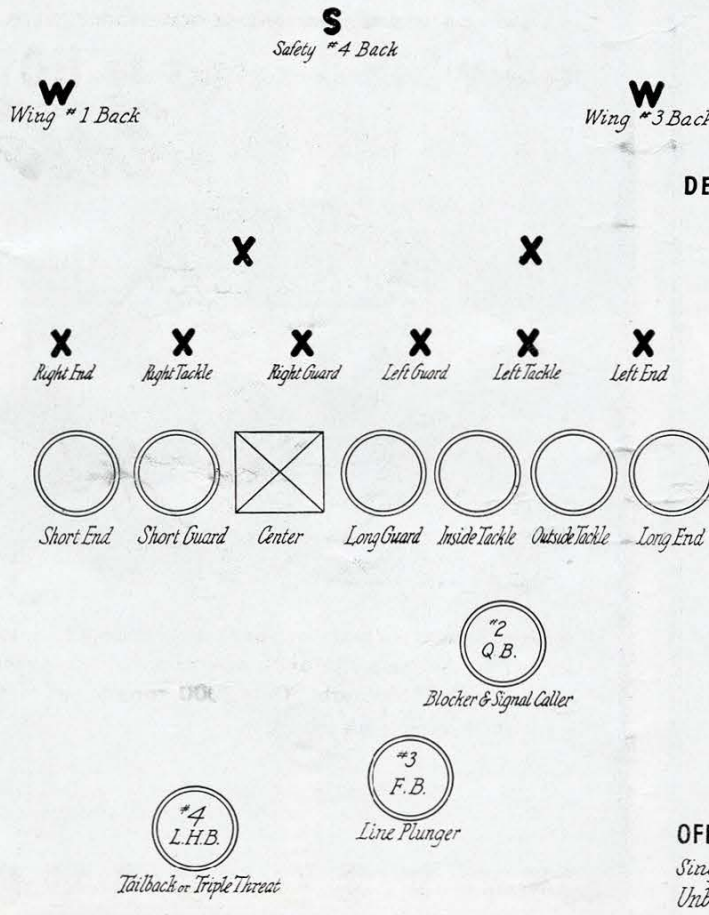 S
Safety #4 Back
W
W
Wing #1 Back
Wing #3 Back
X
X
X
X
X
X
X
X
Right End
Right Tackle
Right Guard
Left Guard
Left Tackle
Left End
Short End
Short Guard
Center
Long Guard
Inside Tackle
Outside Tackle
Long End
#2
Q.B.
Blocker & Signal Caller
#3
F.B.
Line Plunger
#4
L.H.B.
Tailback or Triple Threat